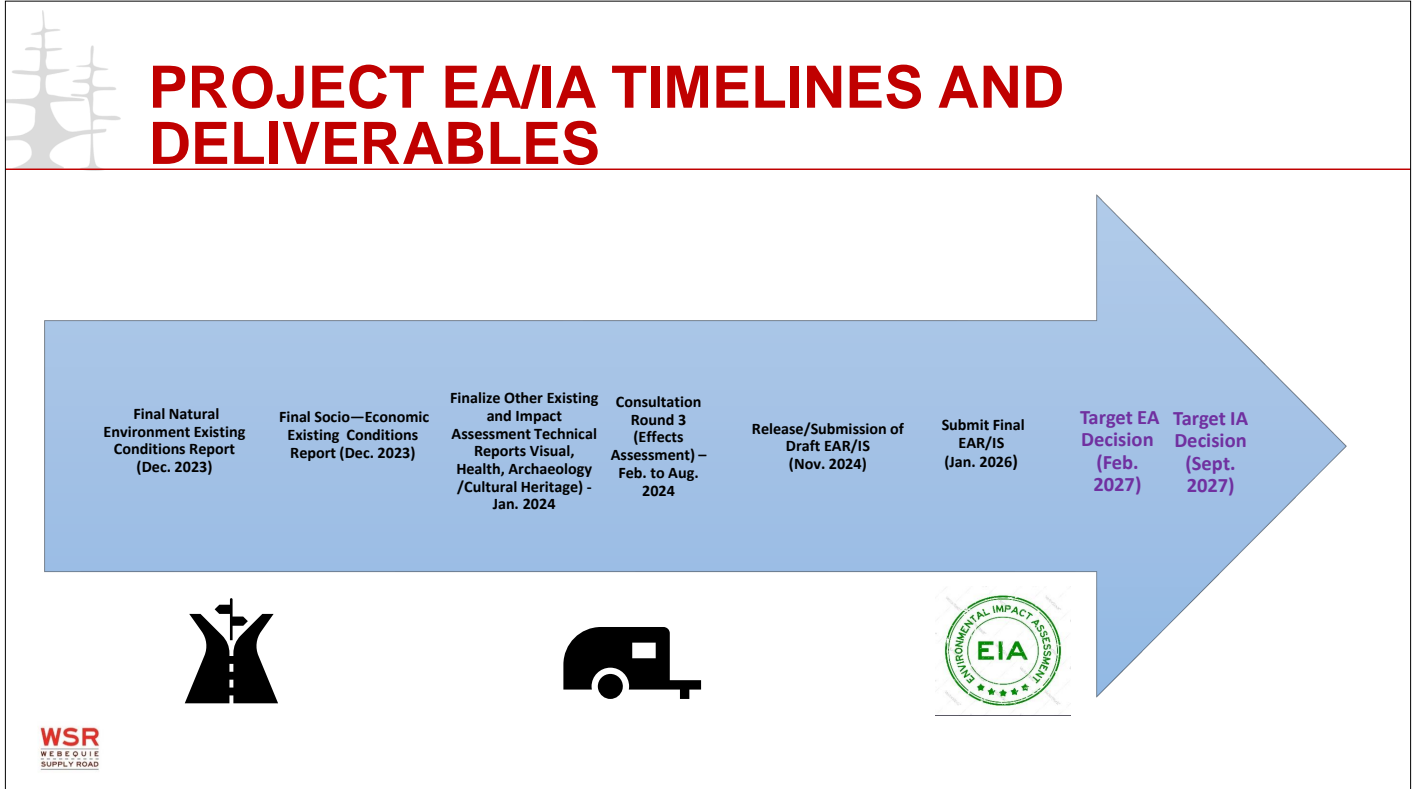 PROJECT EA/IA TIMELINES AND
DELIVERABLES
Final Natural
Environment Existing
Conditions Report
(Dec. 2023)
Final Socio—Economic
Existing Conditions
Report (Dec. 2023)
Finalize Other Existing
and Impact
Assessment Technical
Reports Visual,
Health, Archaeology
/Cultural Heritage) -
Jan. 2024
Consultation
Round 3
(Effects
Assessment) –
Feb. to Aug.
2024
Release/Submission of
Draft EAR/IS
(Nov. 2024)
Submit Final
EAR/IS
(Jan. 2026)
Target EA
Decision
(Feb.
2027)
Target IA
Decision
(Sept.
2027)
ENVIRONMENTAL IMPACT ASSESSMENT
EIA
WSR
WEBEQUIE
SUPPLY ROAD